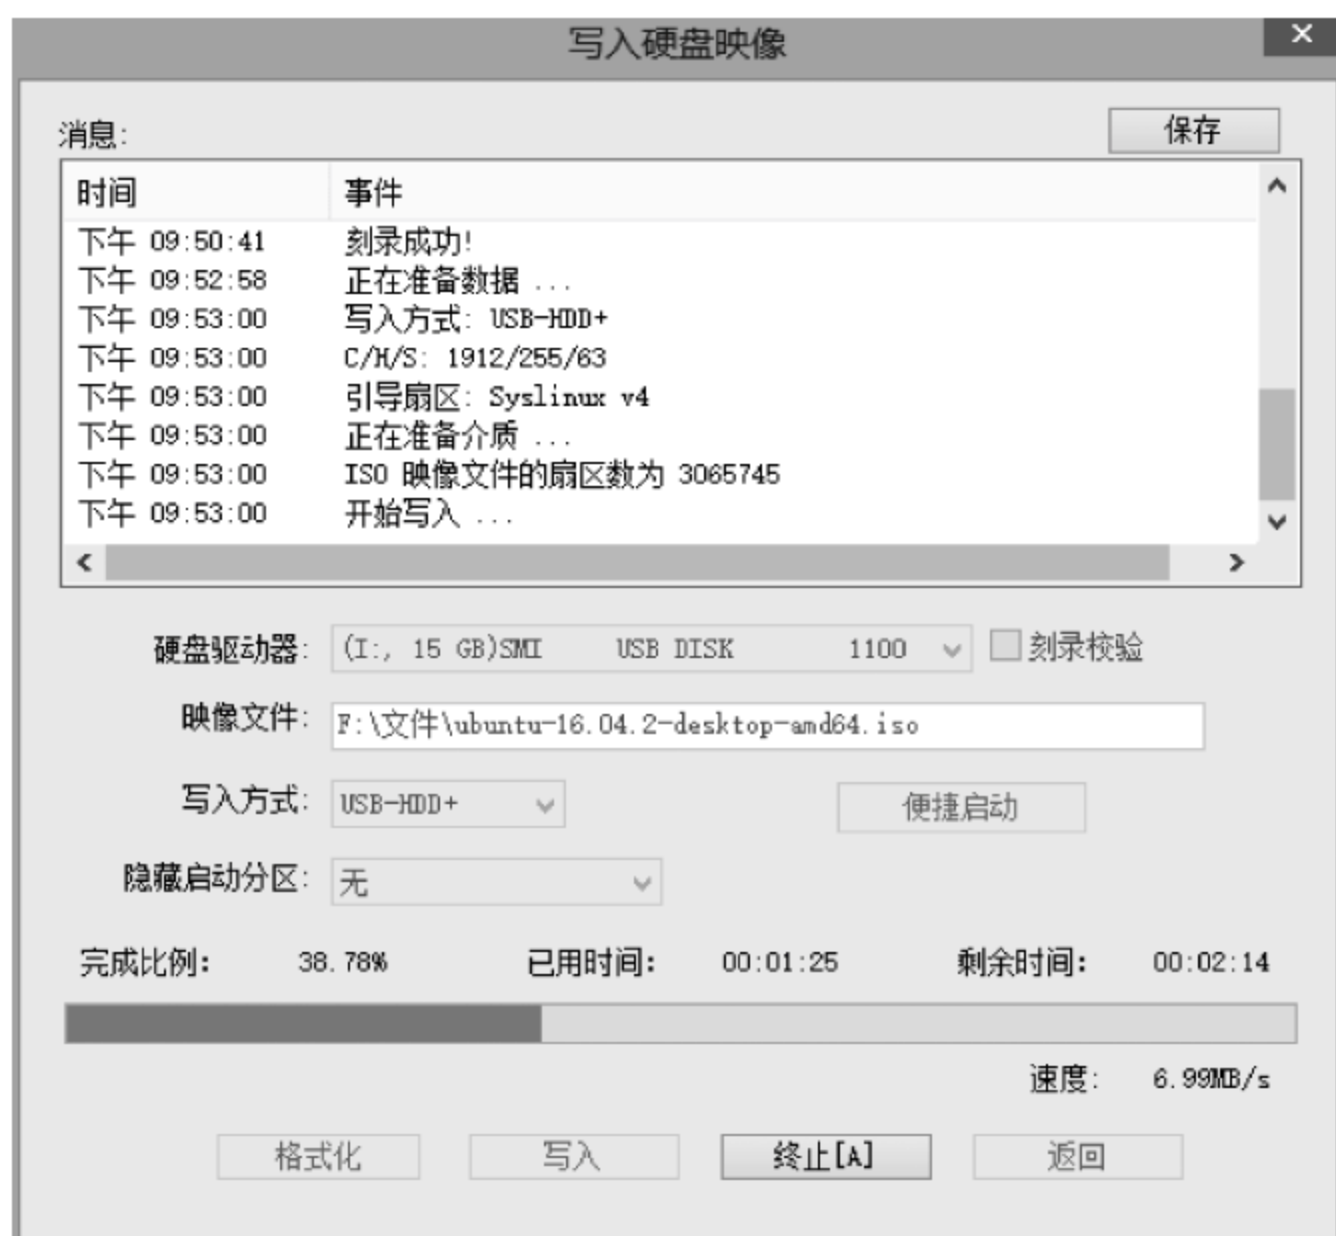 写入硬盘映像
消息:
保存
时间 事件
下午 09:50:41 刻录成功!
下午 09:52:58 正在准备数据 ...
下午 09:53:00 写入方式: USB-HDD+
下午 09:53:00 C/H/S: 1912/255/63
下午 09:53:00 引导扇区: Syslinux v4
下午 09:53:00 正在准备介质 ...
下午 09:53:00 ISO 映像文件的扇区数为 3065745
下午 09:53:00 开始写入 ...
硬盘驱动器: (I:, 15 GB)SMI USB DISK 1100 刻录校验
映像文件: F:\文件\ubuntu-16.04.2-desktop-amd64.iso
写入方式: USB-HDD+ 便捷启动
隐藏启动分区: 无
完成比例: 38.78% 已用时间: 00:01:25 剩余时间: 00:02:14
速度: 6.99MB/s
格式化 写入 终止[A] 返回